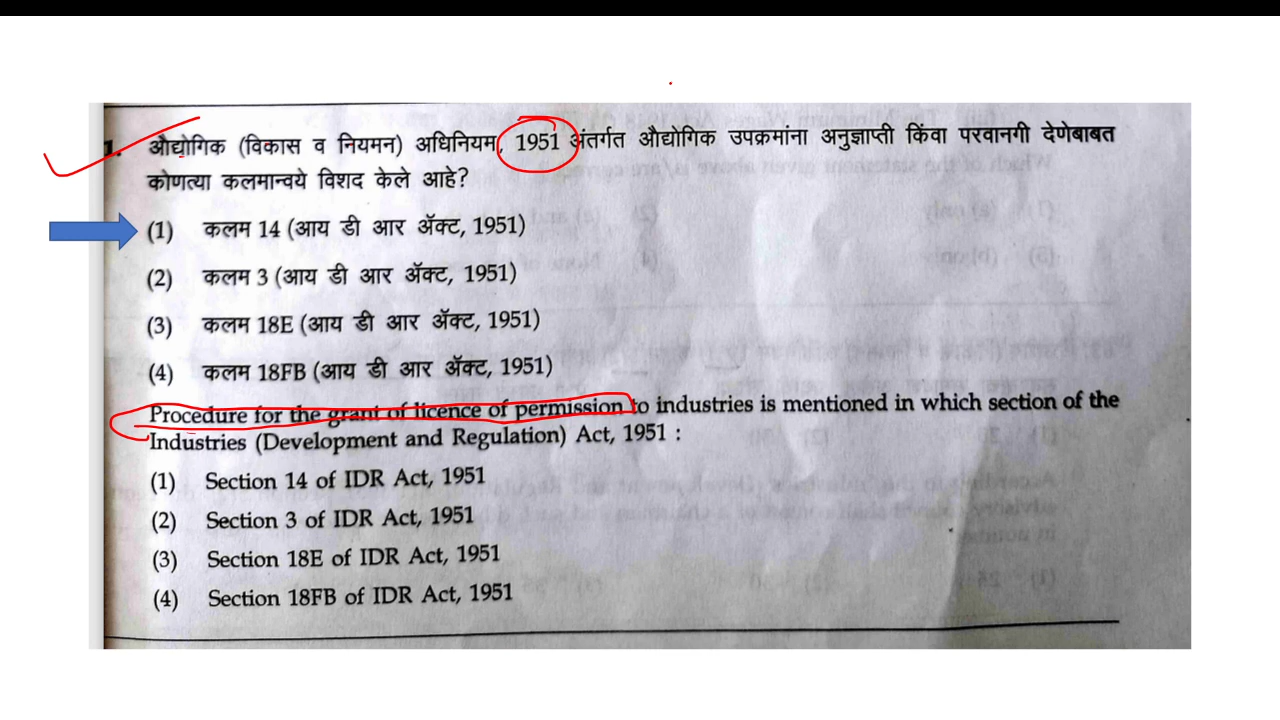 1. औद्योगिक (विकास व नियमन) अधिनियम, 1951 अंतर्गत औद्योगिक उपक्रमांना अनुज्ञाप्ती किंवा परवानगी देणेबाबत
कोणत्या कलमान्वये विशद केले आहे?
(1) कलम 14 (आय डी आर ॲक्ट, 1951)
(2) कलम 3 (आय डी आर ॲक्ट, 1951)
(3) कलम 18E (आय डी आर ॲक्ट, 1951)
(4) कलम 18FB (आय डी आर ॲक्ट, 1951)
Procedure for the grant of licence of permission to industries is mentioned in which section of the
Industries (Development and Regulation) Act, 1951 :
(1) Section 14 of IDR Act, 1951
(2) Section 3 of IDR Act, 1951
(3) Section 18E of IDR Act, 1951
(4) Section 18FB of IDR Act, 1951